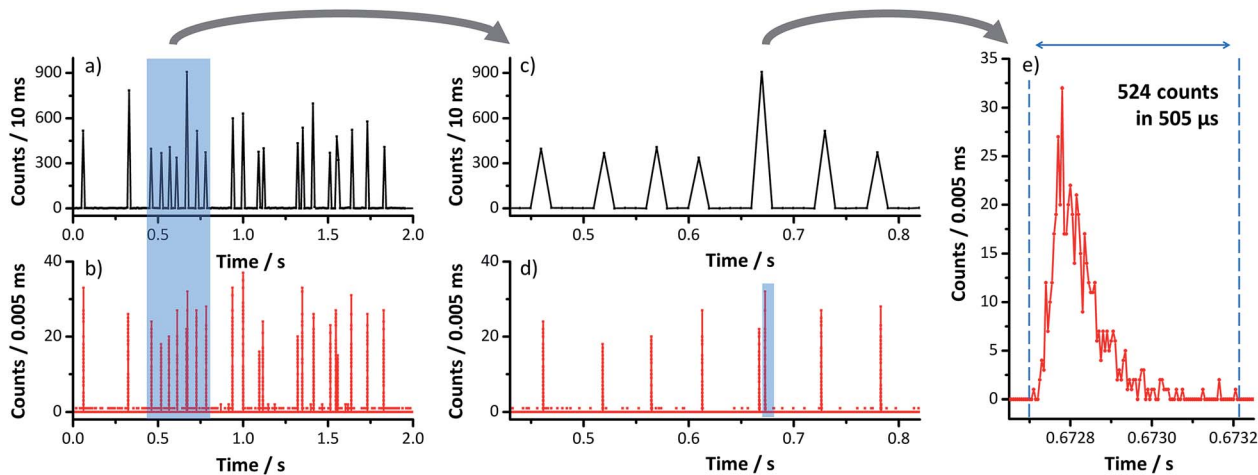 a)
Counts / 10 ms
900
600
300
0
0.0 0.5 1.0 1.5 2.0
Time / s
b)
Counts / 0.005 ms
40
20
0
0.0 0.5 1.0 1.5 2.0
Time / s
c)
Counts / 10 ms
900
600
300
0
0.5 0.6 0.7 0.8
Time / s
d)
Counts / 0.005 ms
40
20
0
0.5 0.6 0.7 0.8
Time / s
e)
524 counts
in 505 µs
Counts / 0.005 ms
35
30
25
20
15
10
5
0
0.6728 0.6730 0.6732
Time / s